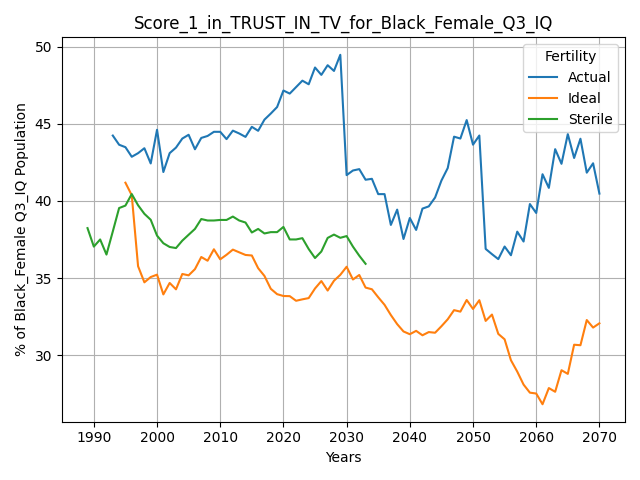 Score_1_in_TRUST_IN_TV_for_Black_Female_Q3_IQ
Fertility
Actual
Ideal
Sterile
% of Black_Female Q3_IQ Population
50
45
40
35
30
1990 2000 2010 2020 2030 2040 2050 2060 2070
Years